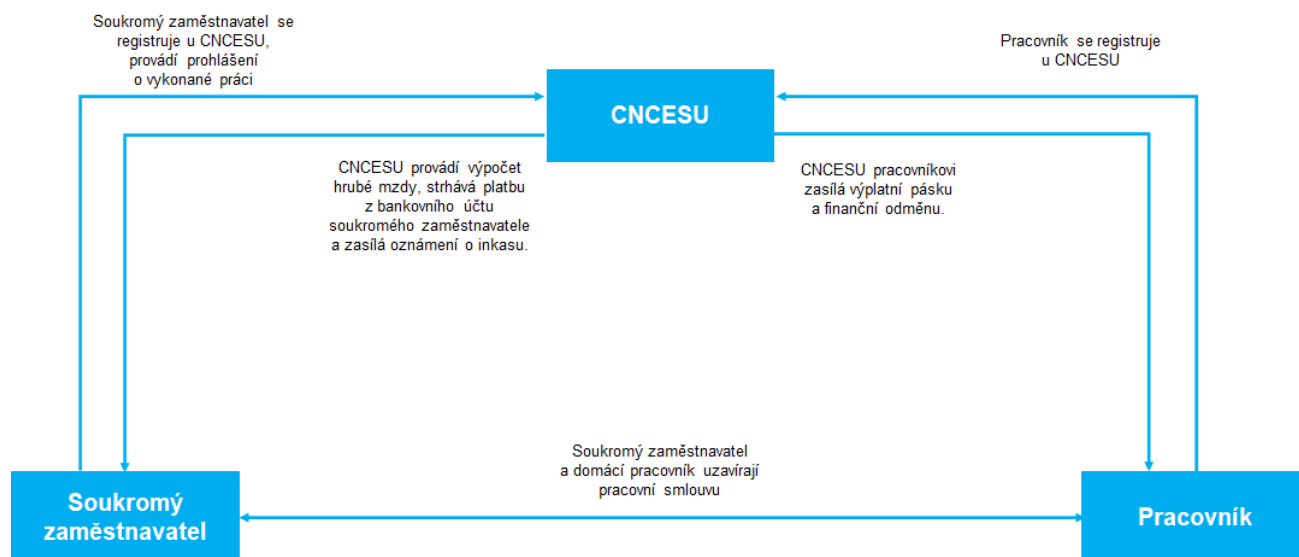 Soukromý zaměstnavatel se
registruje u CNCESU,
provádí prohlášení
o vykonané práci
Pracovník se registruje
u CNCESU
CNCESU
CNCESU provádí výpočet
hrubé mzdy, strhává platbu
z bankovního účtu
soukromého zaměstnavatele
a zasílá oznámení o inkasu.
CNCESU pracovníkovi
zasílá výplatní pásku
a finanční odměnu.
Soukromý zaměstnavatel
a domácí pracovník uzavírají
pracovní smlouvu
Soukromý
zaměstnavatel
Pracovník